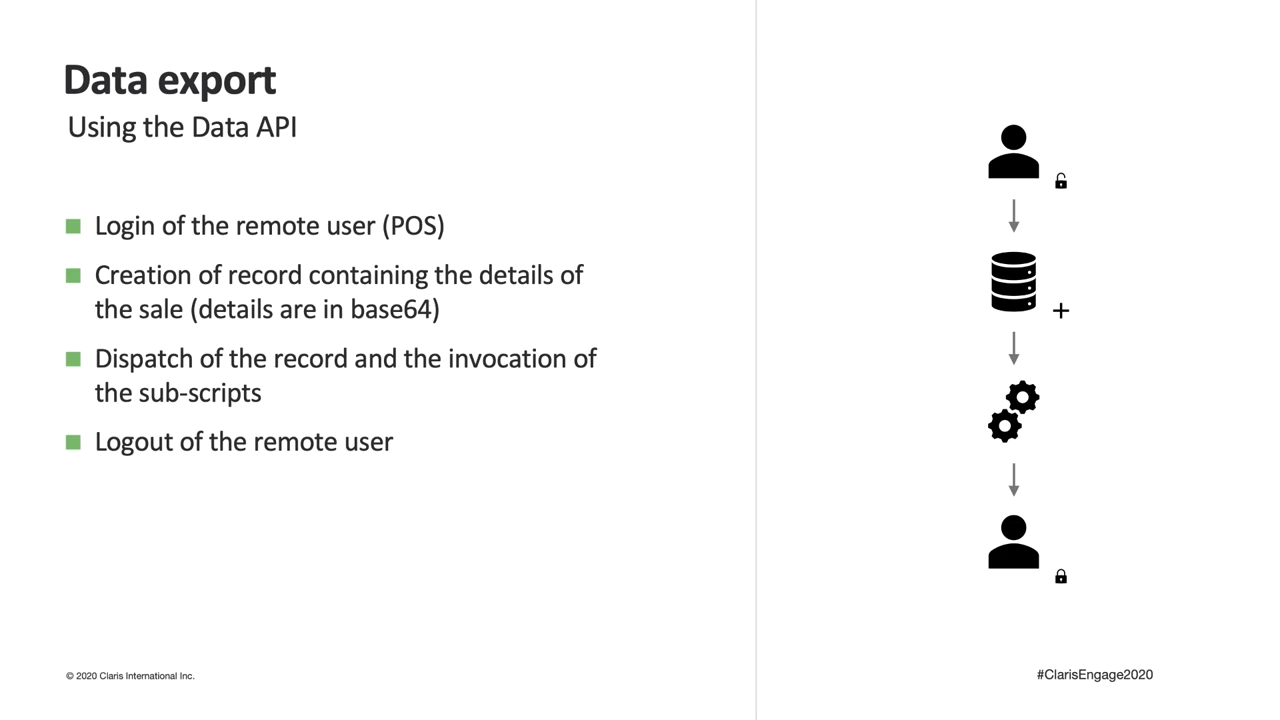 Data export
Using the Data API
Login of the remote user (POS)
Creation of record containing the details of
the sale (details are in base64)
Dispatch of the record and the invocation of
the sub-scripts
Logout of the remote user
© 2020 Claris International Inc.
#ClarisEngage2020